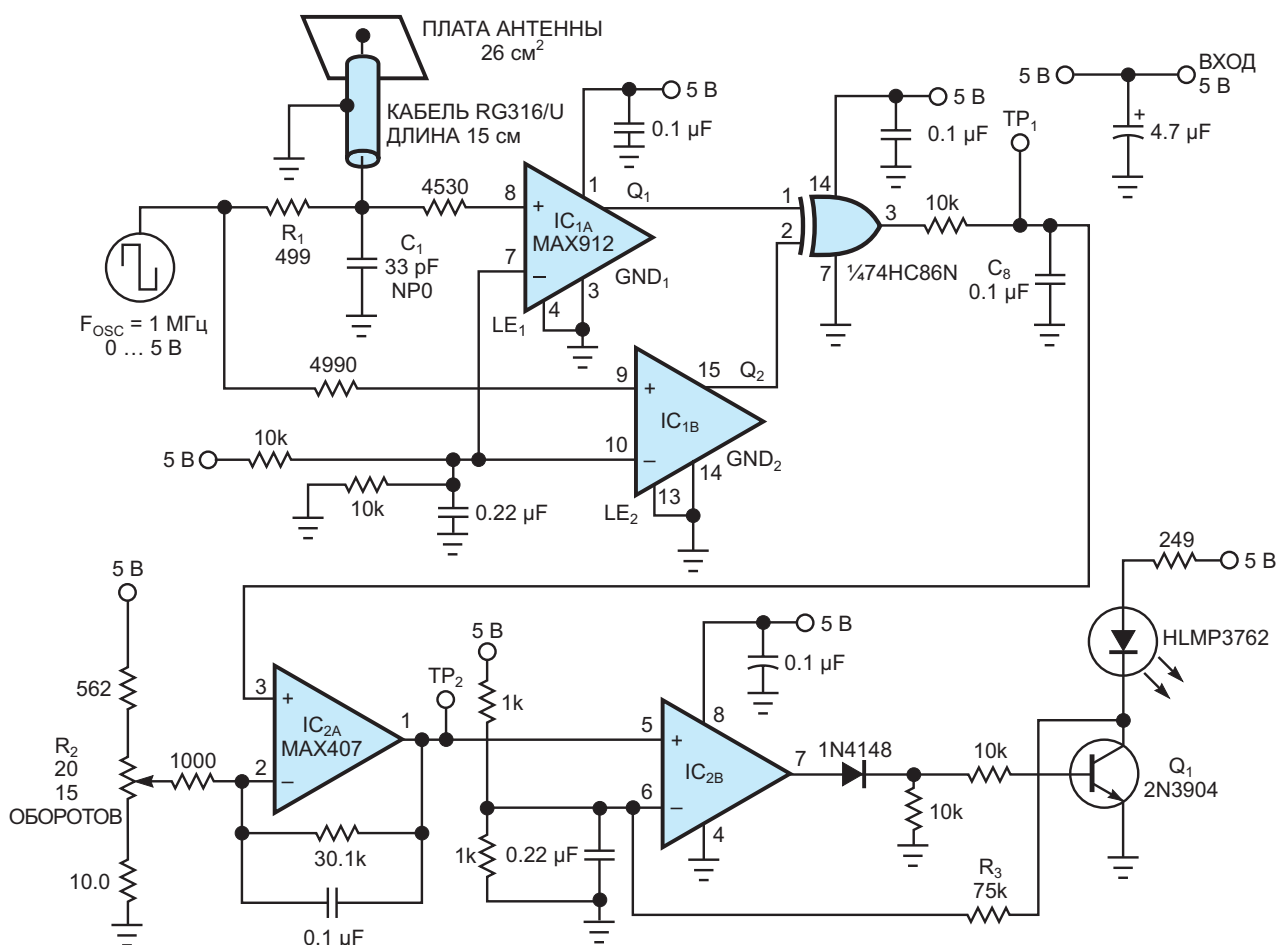 ПЛАТА АНТЕННЫ
26 см²
КАБЕЛЬ RG316/U
ДЛИНА 15 см
5 В
0.1 µF
5 В
0.1 µF
TP₁
5 В
ВХОД
5 В
+
4.7 µF
R₁
499
C₁
33 pF
NP0
4530
8
7
+
–
IC₁A
MAX912
1
Q₁
3
4
GND₁
LE₁
1
2
14
3
7
¼74HC86N
10k
C₈
0.1 µF
F_OSC = 1 МГц
0 … 5 В
4990
9
10
+
–
IC₁B
15
Q₂
14
13
GND₂
LE₂
5 В
10k
10k
0.22 µF
5 В
562
R₂
20
15
ОБОРОТОВ
10.0
1000
3
2
+
–
IC₂A
MAX407
1
TP₂
30.1k
0.1 µF
5 В
1k
1k
0.22 µF
5 В
0.1 µF
5
6
+
–
IC₂B
8
7
4
1N4148
10k
10k
R₃
75k
249
5 В
HLMP3762
Q₁
2N3904